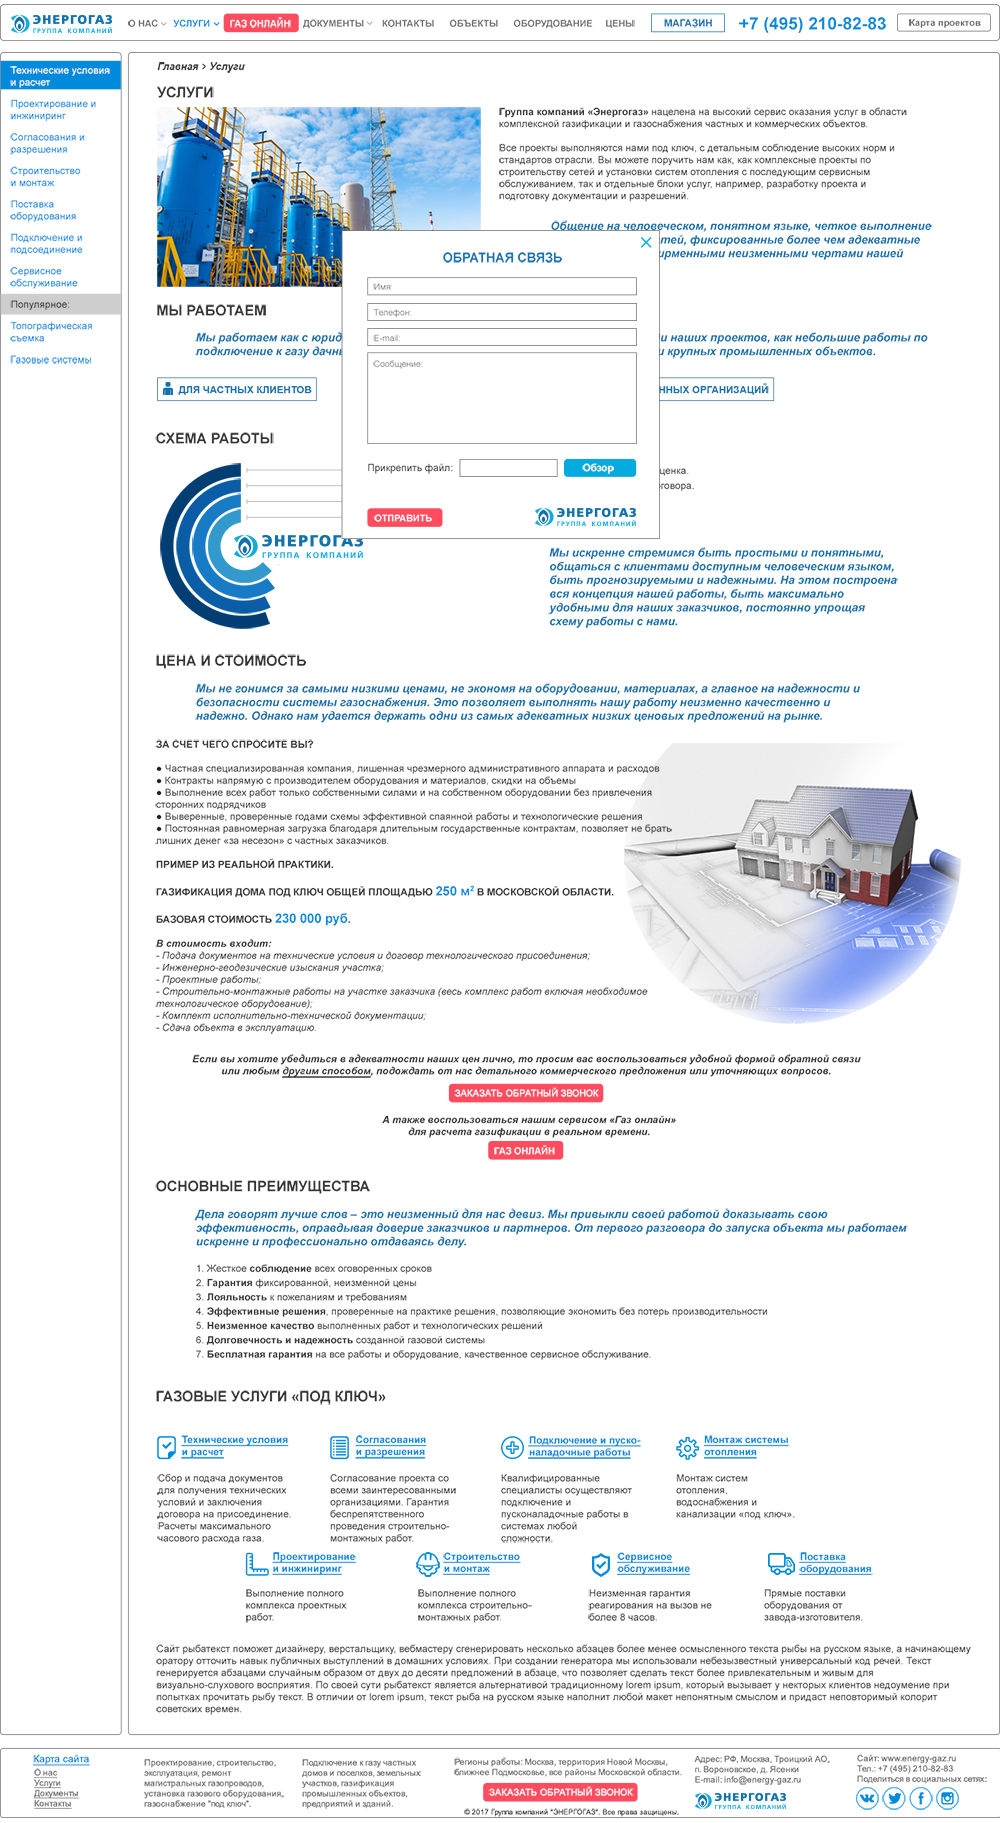 ЭНЕРГОГАЗ
ГРУППА КОМПАНИЙ
О НАС УСЛУГИ ГАЗ ОНЛАЙН ДОКУМЕНТЫ КОНТАКТЫ ОБЪЕКТЫ ОБОРУДОВАНИЕ ЦЕНЫ МАГАЗИН +7 (495) 210-82-83 Карта проектов
Технические условия
и расчет
Проектирование и
инжиниринг
Согласования и
разрешения
Строительство
и монтаж
Поставка
оборудования
Подключение и
подсоединение
Сервисное
обслуживание
Популярное:
Топографическая
съемка
Газовые системы
Главная > Услуги
УСЛУГИ
Группа компаний «Энергогаз» нацелена на высокий сервис оказания услуг в области
комплексной газификации и газоснабжения частных и коммерческих объектов.
Все проекты выполняются нами под ключ, с детальным соблюдение высоких норм и
стандартов отрасли. Вы можете поручить нам как, как комплексные проекты по
строительству сетей и установки систем отопления с последующим сервисным
обслуживанием, так и отдельные блоки услуг, например, разработку проекта и
подготовку документации и разрешений.
Общение на человеческом, понятном языке, четкое выполнение
тей, фиксированные более чем адекватные
ирменными неизменными чертами нашей
ОБРАТНАЯ СВЯЗЬ
Имя:
Телефон:
E-mail:
Сообщение:
Прикрепить файл: Обзор
ОТПРАВИТЬ
ЭНЕРГОГАЗ
ГРУППА КОМПАНИЙ
МЫ РАБОТАЕМ
Мы работаем как с юрид
и наших проектов, как небольшие работы по
подключение к газу дачн
и крупных промышленных объектов.
ДЛЯ ЧАСТНЫХ КЛИЕНТОВ
ННЫХ ОРГАНИЗАЦИЙ
СХЕМА РАБОТЫ
ценка.
говора.
ЭНЕРГОГАЗ
ГРУППА КОМПАНИЙ
Мы искренне стремимся быть простыми и понятными,
общаться с клиентами доступным человеческим языком,
быть прогнозируемыми и надежными. На этом построена
вся концепция нашей работы, быть максимально
удобными для наших заказчиков, постоянно упрощая
схему работы с нами.
ЦЕНА И СТОИМОСТЬ
Мы не гонимся за самыми низкими ценами, не экономя на оборудовании, материалах, а главное на надежности и
безопасности системы газоснабжения. Это позволяет выполнять нашу работу неизменно качественно и
надежно. Однако нам удается держать одни из самых адекватных низких ценовых предложений на рынке.
ЗА СЧЕТ ЧЕГО СПРОСИТЕ ВЫ?
● Частная специализированная компания, лишенная чрезмерного административного аппарата и расходов
● Контракты напрямую с производителем оборудования и материалов, скидки на объемы
● Выполнение всех работ только собственными силами и на собственном оборудовании без привлечения
сторонних подрядчиков
● Выверенные, проверенные годами схемы эффективной спаянной работы и технологические решения
● Постоянная равномерная загрузка благодаря длительным государственные контрактам, позволяет не брать
лишних денег «за несезон» с частных заказчиков.
ПРИМЕР ИЗ РЕАЛЬНОЙ ПРАКТИКИ.
ГАЗИФИКАЦИЯ ДОМА ПОД КЛЮЧ ОБЩЕЙ ПЛОЩАДЬЮ 250 м² В МОСКОВСКОЙ ОБЛАСТИ.
БАЗОВАЯ СТОИМОСТЬ 230 000 руб.
В стоимость входит:
- Подача документов на технические условия и договор технологического присоединения;
- Инженерно-геодезические изыскания участка;
- Проектные работы;
- Строительно-монтажные работы на участке заказчика (весь комплекс работ включая необходимое
технологическое оборудование);
- Комплект исполнительно-технической документации;
- Сдача объекта в эксплуатацию.
Если вы хотите убедиться в адекватности наших цен лично, то просим вас воспользоваться удобной формой обратной связи
или любым другим способом, подождать от нас детального коммерческого предложения или уточняющих вопросов.
ЗАКАЗАТЬ ОБРАТНЫЙ ЗВОНОК
А также воспользоваться нашим сервисом «Газ онлайн»
для расчета газификации в реальном времени.
ГАЗ ОНЛАЙН
ОСНОВНЫЕ ПРЕИМУЩЕСТВА
Дела говорят лучше слов – это неизменный для нас девиз. Мы привыкли своей работой доказывать свою
эффективность, оправдывая доверие заказчиков и партнеров. От первого разговора до запуска объекта мы работаем
искренне и профессионально отдаваясь делу.
1. Жесткое соблюдение всех оговоренных сроков
2. Гарантия фиксированной, неизменной цены
3. Лояльность к пожеланиям и требованиям
4. Эффективные решения, проверенные на практике решения, позволяющие экономить без потерь производительности
5. Неизменное качество выполненных работ и технологических решений
6. Долговечность и надежность созданной газовой системы
7. Бесплатная гарантия на все работы и оборудование, качественное сервисное обслуживание.
ГАЗОВЫЕ УСЛУГИ «ПОД КЛЮЧ»
Технические условия
и расчет
Сбор и подача документов
для получения технических
условий и заключения
договора на присоединение.
Расчеты максимального
часового расхода газа.
Согласования
и разрешения
Согласование проекта со
всеми заинтересованными
организациями. Гарантия
беспрепятственного
проведения строительно-
монтажных работ.
Подключение и пуско-
наладочные работы
Квалифицированные
специалисты осуществляют
подключение и
пусконаладочные работы в
системах любой
сложности.
Монтаж системы
отопления
Монтаж систем
отопления,
водоснабжения и
канализации «под ключ».
Проектирование
и инжиниринг
Выполнение полного
комплекса проектных
работ.
Строительство
и монтаж
Выполнение полного
комплекса строительно-
монтажных работ.
Сервисное
обслуживание
Неизменная гарантия
реагирования на вызов не
более 8 часов.
Поставка
оборудования
Прямые поставки
оборудования от
завода-изготовителя.
Сайт рыбатекст поможет дизайнеру, верстальщику, вебмастеру сгенерировать несколько абзацев более менее осмысленного текста рыбы на русском языке, а начинающему
оратору отточить навык публичных выступлений в домашних условиях. При создании генератора мы использовали небезызвестный универсальный код речей. Текст
генерируется абзацами случайным образом от двух до десяти предложений в абзаце, что позволяет сделать текст более привлекательным и живым для
визуально-слухового восприятия. По своей сути рыбатекст является альтернативой традиционному lorem ipsum, который вызывает у некторых клиентов недоумение при
попытках прочитать рыбу текст. В отличии от lorem ipsum, текст рыба на русском языке наполнит любой макет непонятным смыслом и придаст неповторимый колорит
советских времен.
Карта сайта
О нас
Услуги
Документы
Контакты
Проектирование, строительство,
эксплуатация, ремонт
магистральных газопроводов,
установка газового оборудования,
газоснабжение "под ключ".
Подключение к газу частных
домов и поселков, земельных
участков, газификация
промышленных объектов,
предприятий и зданий.
Регионы работы: Москва, территория Новой Москвы,
ближнее Подмосковье, все районы Московской области.
ЗАКАЗАТЬ ОБРАТНЫЙ ЗВОНОК
© 2017 Группа компаний "ЭНЕРГОГАЗ". Все права защищены.
Адрес: РФ, Москва, Троицкий АО,
п. Вороновское, д. Ясенки
E-mail: info@energy-gaz.ru
ЭНЕРГОГАЗ
ГРУППА КОМПАНИЙ
Сайт: www.energy-gaz.ru
Тел.: +7 (495) 210-82-83
Поделиться в социальных сетях: